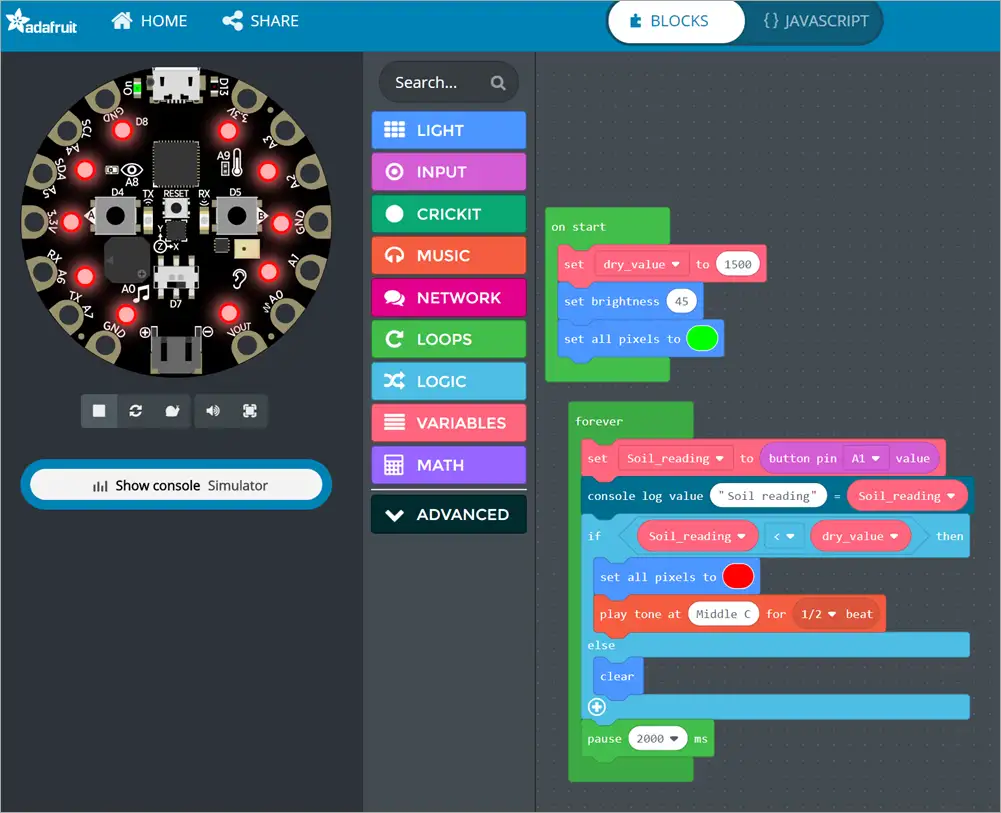 adafruit HOME SHARE BLOCKS {} JAVASCRIPT
On D13
GND D8 3.3V
SCL A4 A9 A3
SDA A5 A8 A2
D4 TX RESET RX D5
3.3V A B GND
Y
Z X
RX A6 A1
A0
TX A7 D7 A0
GND VOUT
Show console Simulator
Search...
LIGHT
INPUT
CRICKIT
MUSIC
NETWORK
LOOPS
LOGIC
VARIABLES
MATH
ADVANCED
on start
set dry_value to 1500
set brightness 45
set all pixels to
forever
set Soil_reading to button pin A1 value
console log value "Soil reading" = Soil_reading
if Soil_reading < dry_value then
set all pixels to
play tone at Middle C for 1/2 beat
else
clear
pause 2000 ms